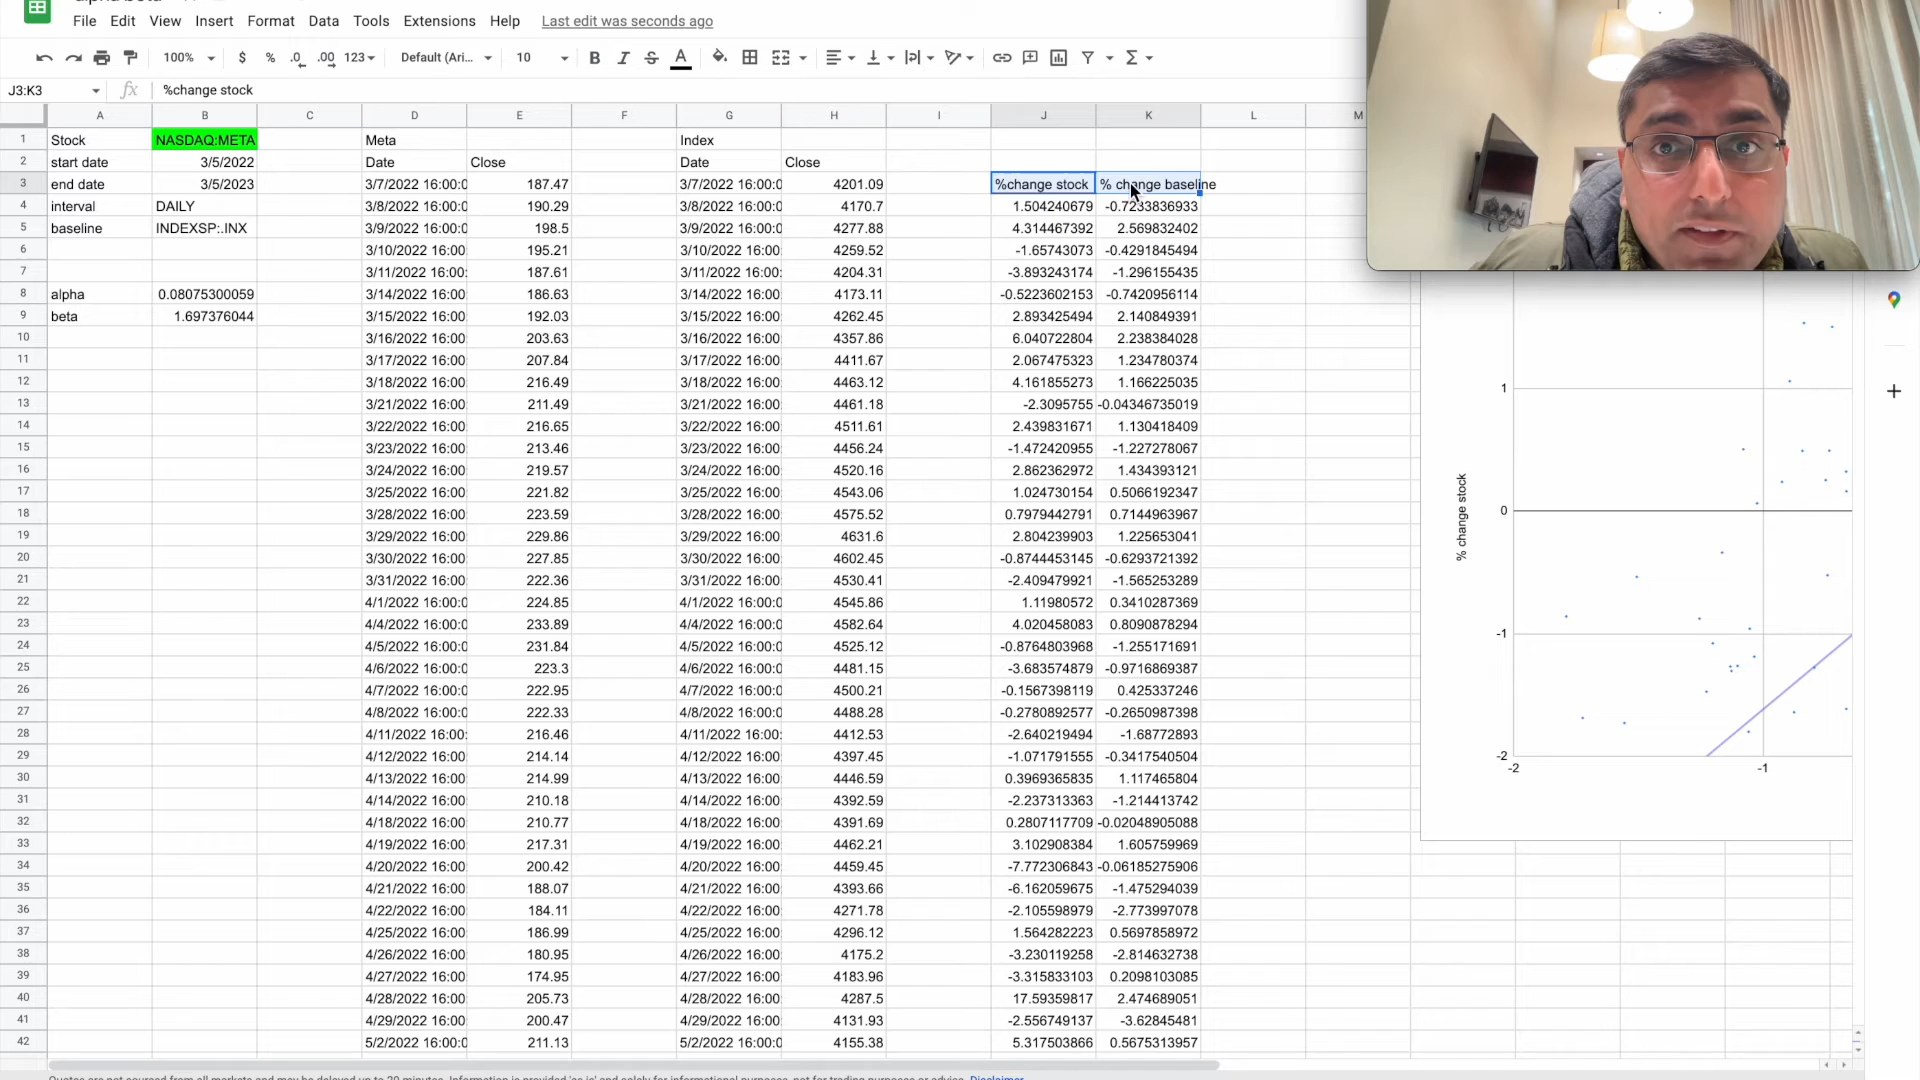 File Edit View Insert Format Data Tools Extensions Help Last edit was seconds ago
100% $ % .0 .00 123 Default (Ari... 10 B I S A
J3:K3 fx %change stock
A B C D E F G H I J K L M
1 Stock NASDAQ:META Meta Index
2 start date 3/5/2022 Date Close Date Close
3 end date 3/5/2023 3/7/2022 16:00:0 187.47 3/7/2022 16:00:0 4201.09 %change stock % change baseline
4 interval DAILY 3/8/2022 16:00:0 190.29 3/8/2022 16:00:0 4170.7 1.504240679 -0.7233836933
5 baseline INDEXSP:.INX 3/9/2022 16:00:0 198.5 3/9/2022 16:00:0 4277.88 4.314467392 2.569832402
6 3/10/2022 16:00: 195.21 3/10/2022 16:00: 4259.52 -1.65743073 -0.4291845494
7 3/11/2022 16:00: 187.61 3/11/2022 16:00: 4204.31 -3.893243174 -1.296155435
8 alpha 0.08075300059 3/14/2022 16:00: 186.63 3/14/2022 16:00: 4173.11 -0.5223602153 -0.7420956114
9 beta 1.697376044 3/15/2022 16:00: 192.03 3/15/2022 16:00: 4262.45 2.893425494 2.140849391
10 3/16/2022 16:00: 203.63 3/16/2022 16:00: 4357.86 6.040722804 2.238384028
11 3/17/2022 16:00: 207.84 3/17/2022 16:00: 4411.67 2.067475323 1.234780374
12 3/18/2022 16:00: 216.49 3/18/2022 16:00: 4463.12 4.161855273 1.166225035
13 3/21/2022 16:00: 211.49 3/21/2022 16:00: 4461.18 -2.3095755 -0.04346735019
14 3/22/2022 16:00: 216.65 3/22/2022 16:00: 4511.61 2.439831671 1.130418409
15 3/23/2022 16:00: 213.46 3/23/2022 16:00: 4456.24 -1.472420955 -1.227278067
16 3/24/2022 16:00: 219.57 3/24/2022 16:00: 4520.16 2.862362972 1.434393121
17 3/25/2022 16:00: 221.82 3/25/2022 16:00: 4543.06 1.024730154 0.5066192347
18 3/28/2022 16:00: 223.59 3/28/2022 16:00: 4575.52 0.7979442791 0.7144963967
19 3/29/2022 16:00: 229.86 3/29/2022 16:00: 4631.6 2.804239903 1.225653041
20 3/30/2022 16:00: 227.85 3/30/2022 16:00: 4602.45 -0.8744453145 -0.6293721392
21 3/31/2022 16:00: 222.36 3/31/2022 16:00: 4530.41 -2.409479921 -1.565253289
22 4/1/2022 16:00:0 224.85 4/1/2022 16:00:0 4545.86 1.11980572 0.3410287369
23 4/4/2022 16:00:0 233.89 4/4/2022 16:00:0 4582.64 4.020458083 0.8090878294
24 4/5/2022 16:00:0 231.84 4/5/2022 16:00:0 4525.12 -0.8764803968 -1.255171691
25 4/6/2022 16:00:0 223.3 4/6/2022 16:00:0 4481.15 -3.683574879 -0.9716869387
26 4/7/2022 16:00:0 222.95 4/7/2022 16:00:0 4500.21 -0.1567398119 0.425337246
27 4/8/2022 16:00:0 222.33 4/8/2022 16:00:0 4488.28 -0.2780892577 -0.2650987398
28 4/11/2022 16:00: 216.46 4/11/2022 16:00: 4412.53 -2.640219494 -1.68772893
29 4/12/2022 16:00: 214.14 4/12/2022 16:00: 4397.45 -1.071791555 -0.3417540504
30 4/13/2022 16:00: 214.99 4/13/2022 16:00: 4446.59 0.3969365835 1.117465804
31 4/14/2022 16:00: 210.18 4/14/2022 16:00: 4392.59 -2.237313363 -1.214413742
32 4/18/2022 16:00: 210.77 4/18/2022 16:00: 4391.69 0.2807117709 -0.02048905088
33 4/19/2022 16:00: 217.31 4/19/2022 16:00: 4462.21 3.102908384 1.605759969
34 4/20/2022 16:00: 200.42 4/20/2022 16:00: 4459.45 -7.772306843 -0.06185275906
35 4/21/2022 16:00: 188.07 4/21/2022 16:00: 4393.66 -6.162059675 -1.475294039
36 4/22/2022 16:00: 184.11 4/22/2022 16:00: 4271.78 -2.105598979 -2.773997078
37 4/25/2022 16:00: 186.99 4/25/2022 16:00: 4296.12 1.564282223 0.5697858972
38 4/26/2022 16:00: 180.95 4/26/2022 16:00: 4175.2 -3.230119258 -2.814632738
39 4/27/2022 16:00: 174.95 4/27/2022 16:00: 4183.96 -3.315833103 0.2098103085
40 4/28/2022 16:00: 205.73 4/28/2022 16:00: 4287.5 17.59359817 2.474689051
41 4/29/2022 16:00: 200.47 4/29/2022 16:00: 4131.93 -2.556749137 -3.62845481
42 5/2/2022 16:00:0 211.13 5/2/2022 16:00:0 4155.38 5.317503866 0.5675313957
1
0
-1
-2
% change stock
-2 -1
Quotes are not sourced from all markets and may be delayed up to 20 minutes. Information is provided 'as is' and solely for informational purposes, not for trading purposes or advice. Disclaimer